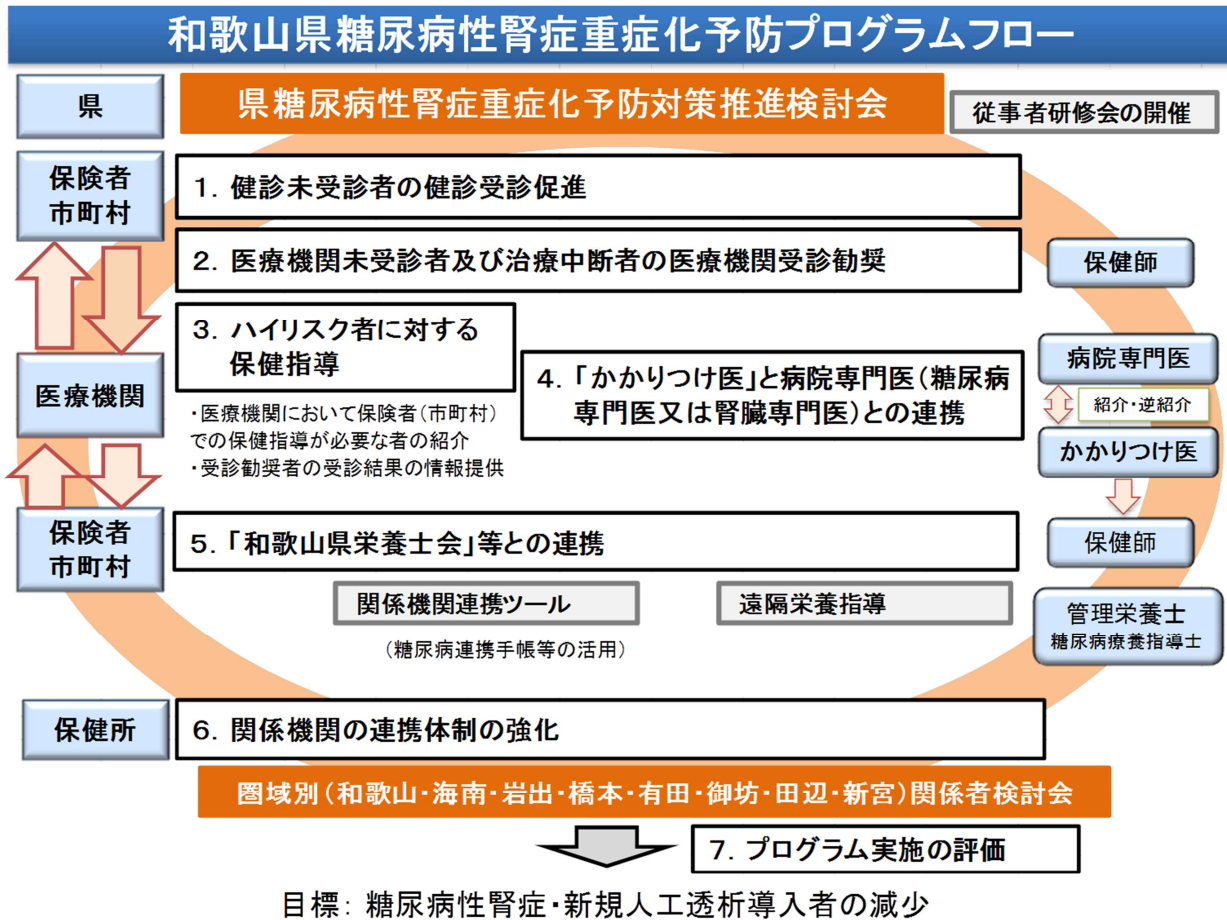 和歌山県糖尿病性腎症重症化予防プログラムフロー
県
県糖尿病性腎症重症化予防対策推進検討会
従事者研修会の開催
保険者
市町村
1. 健診未受診者の健診受診促進
2. 医療機関未受診者及び治療中断者の医療機関受診勧奨
保健師
3. ハイリスク者に対する
保健指導
医療機関
・医療機関において保険者（市町村）
での保健指導が必要な者の紹介
・受診勧奨者の受診結果の情報提供
4. 「かかりつけ医」と病院専門医（糖尿病
専門医又は腎臓専門医）との連携
病院専門医
紹介・逆紹介
かかりつけ医
保険者
市町村
5. 「和歌山県栄養士会」等との連携
保健師
関係機関連携ツール
（糖尿病連携手帳等の活用）
遠隔栄養指導
管理栄養士
糖尿病療養指導士
保健所
6. 関係機関の連携体制の強化
圏域別（和歌山・海南・岩出・橋本・有田・御坊・田辺・新宮）関係者検討会
7. プログラム実施の評価
目標： 糖尿病性腎症・新規人工透析導入者の減少